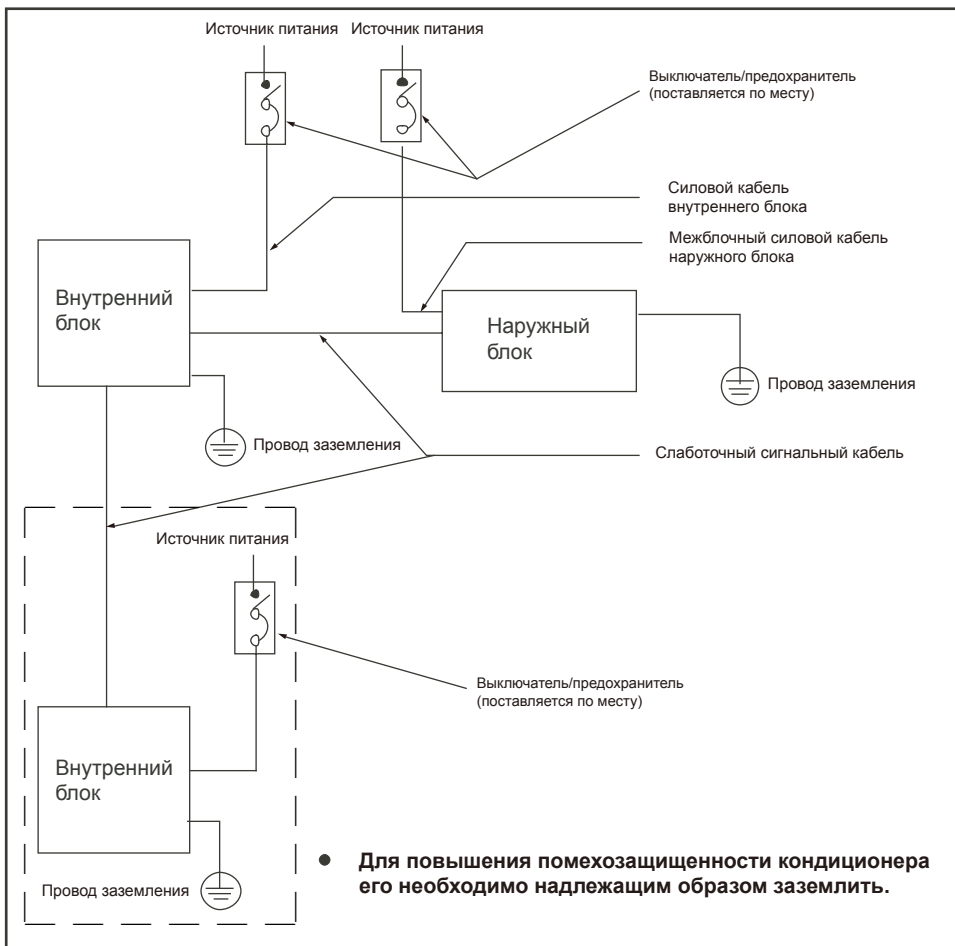 Источник питания
Источник питания
Выключатель/предохранитель
(поставляется по месту)
Силовой кабель
внутреннего блока
Межблочный силовой кабель
наружного блока
Внутренний
блок
Наружный
блок
Провод заземления
Провод заземления
Слаботочный сигнальный кабель
Источник питания
Выключатель/предохранитель
(поставляется по месту)
Внутренний
блок
Провод заземления
● Для повышения помехозащищенности кондиционера
его необходимо надлежащим образом заземлить.